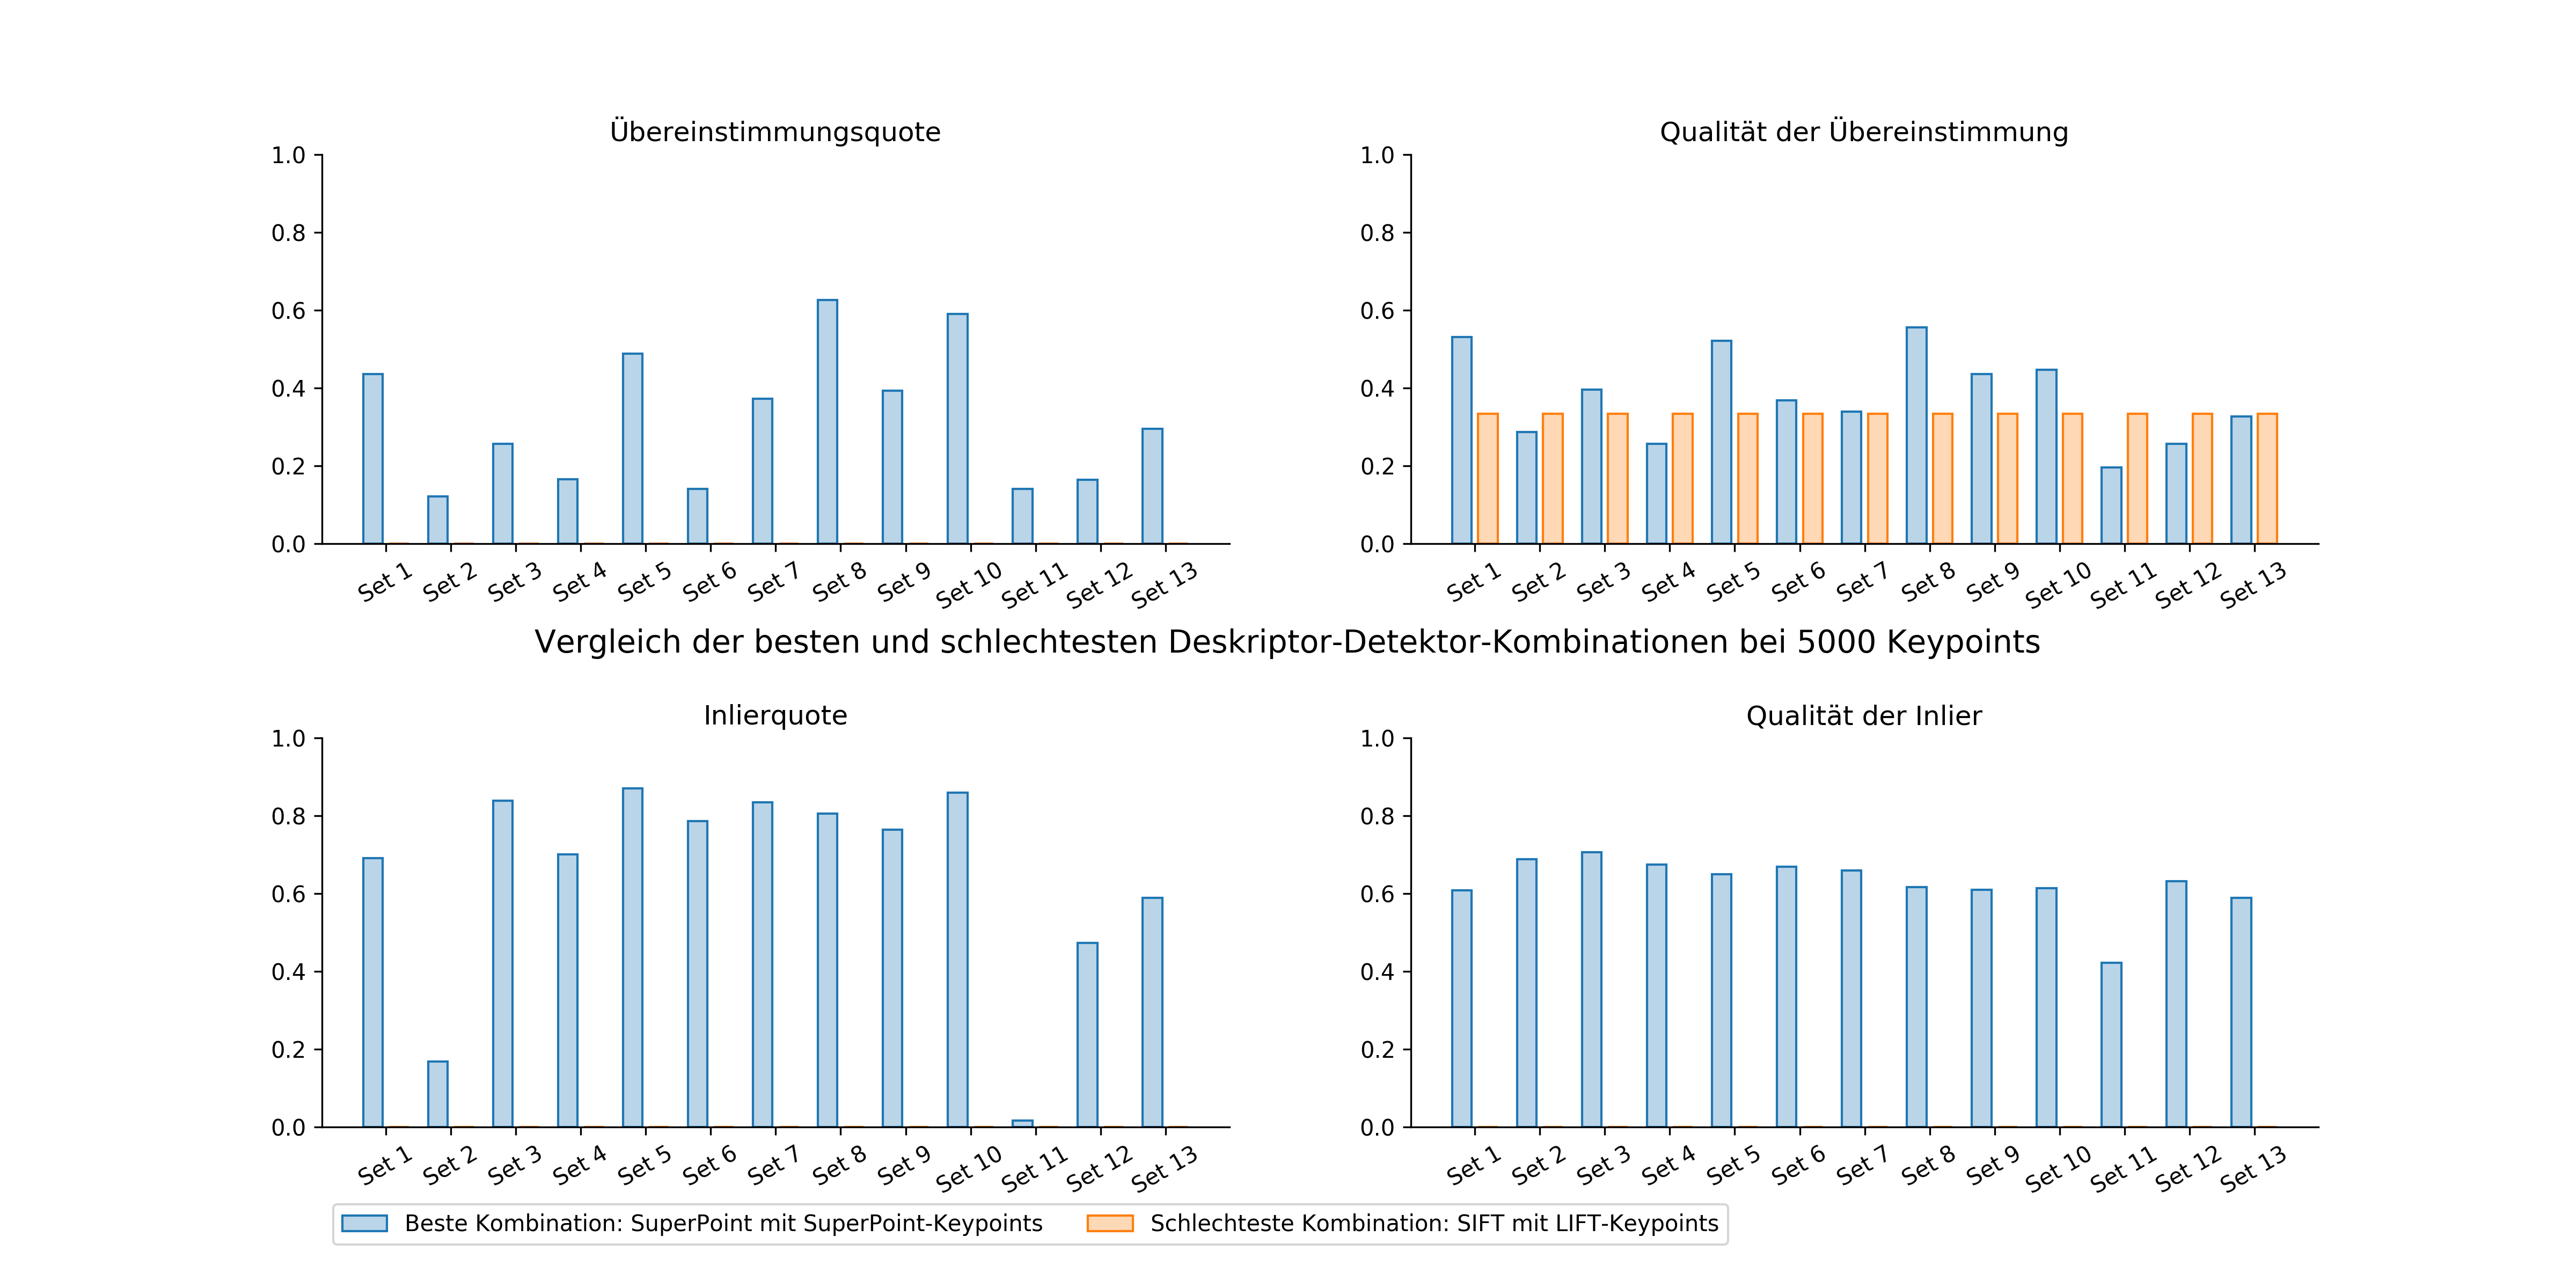 Übereinstimmungsquote
1.0
0.8
0.6
0.4
0.2
0.0
Set 1 Set 2 Set 3 Set 4 Set 5 Set 6 Set 7 Set 8 Set 9 Set 10 Set 11 Set 12 Set 13
Qualität der Übereinstimmung
1.0
0.8
0.6
0.4
0.2
0.0
Set 1 Set 2 Set 3 Set 4 Set 5 Set 6 Set 7 Set 8 Set 9 Set 10 Set 11 Set 12 Set 13
Vergleich der besten und schlechtesten Deskriptor-Detektor-Kombinationen bei 5000 Keypoints
Inlierquote
1.0
0.8
0.6
0.4
0.2
0.0
Set 1 Set 2 Set 3 Set 4 Set 5 Set 6 Set 7 Set 8 Set 9 Set 10 Set 11 Set 12 Set 13
Qualität der Inlier
1.0
0.8
0.6
0.4
0.2
0.0
Set 1 Set 2 Set 3 Set 4 Set 5 Set 6 Set 7 Set 8 Set 9 Set 10 Set 11 Set 12 Set 13
Beste Kombination: SuperPoint mit SuperPoint-Keypoints
Schlechteste Kombination: SIFT mit LIFT-Keypoints